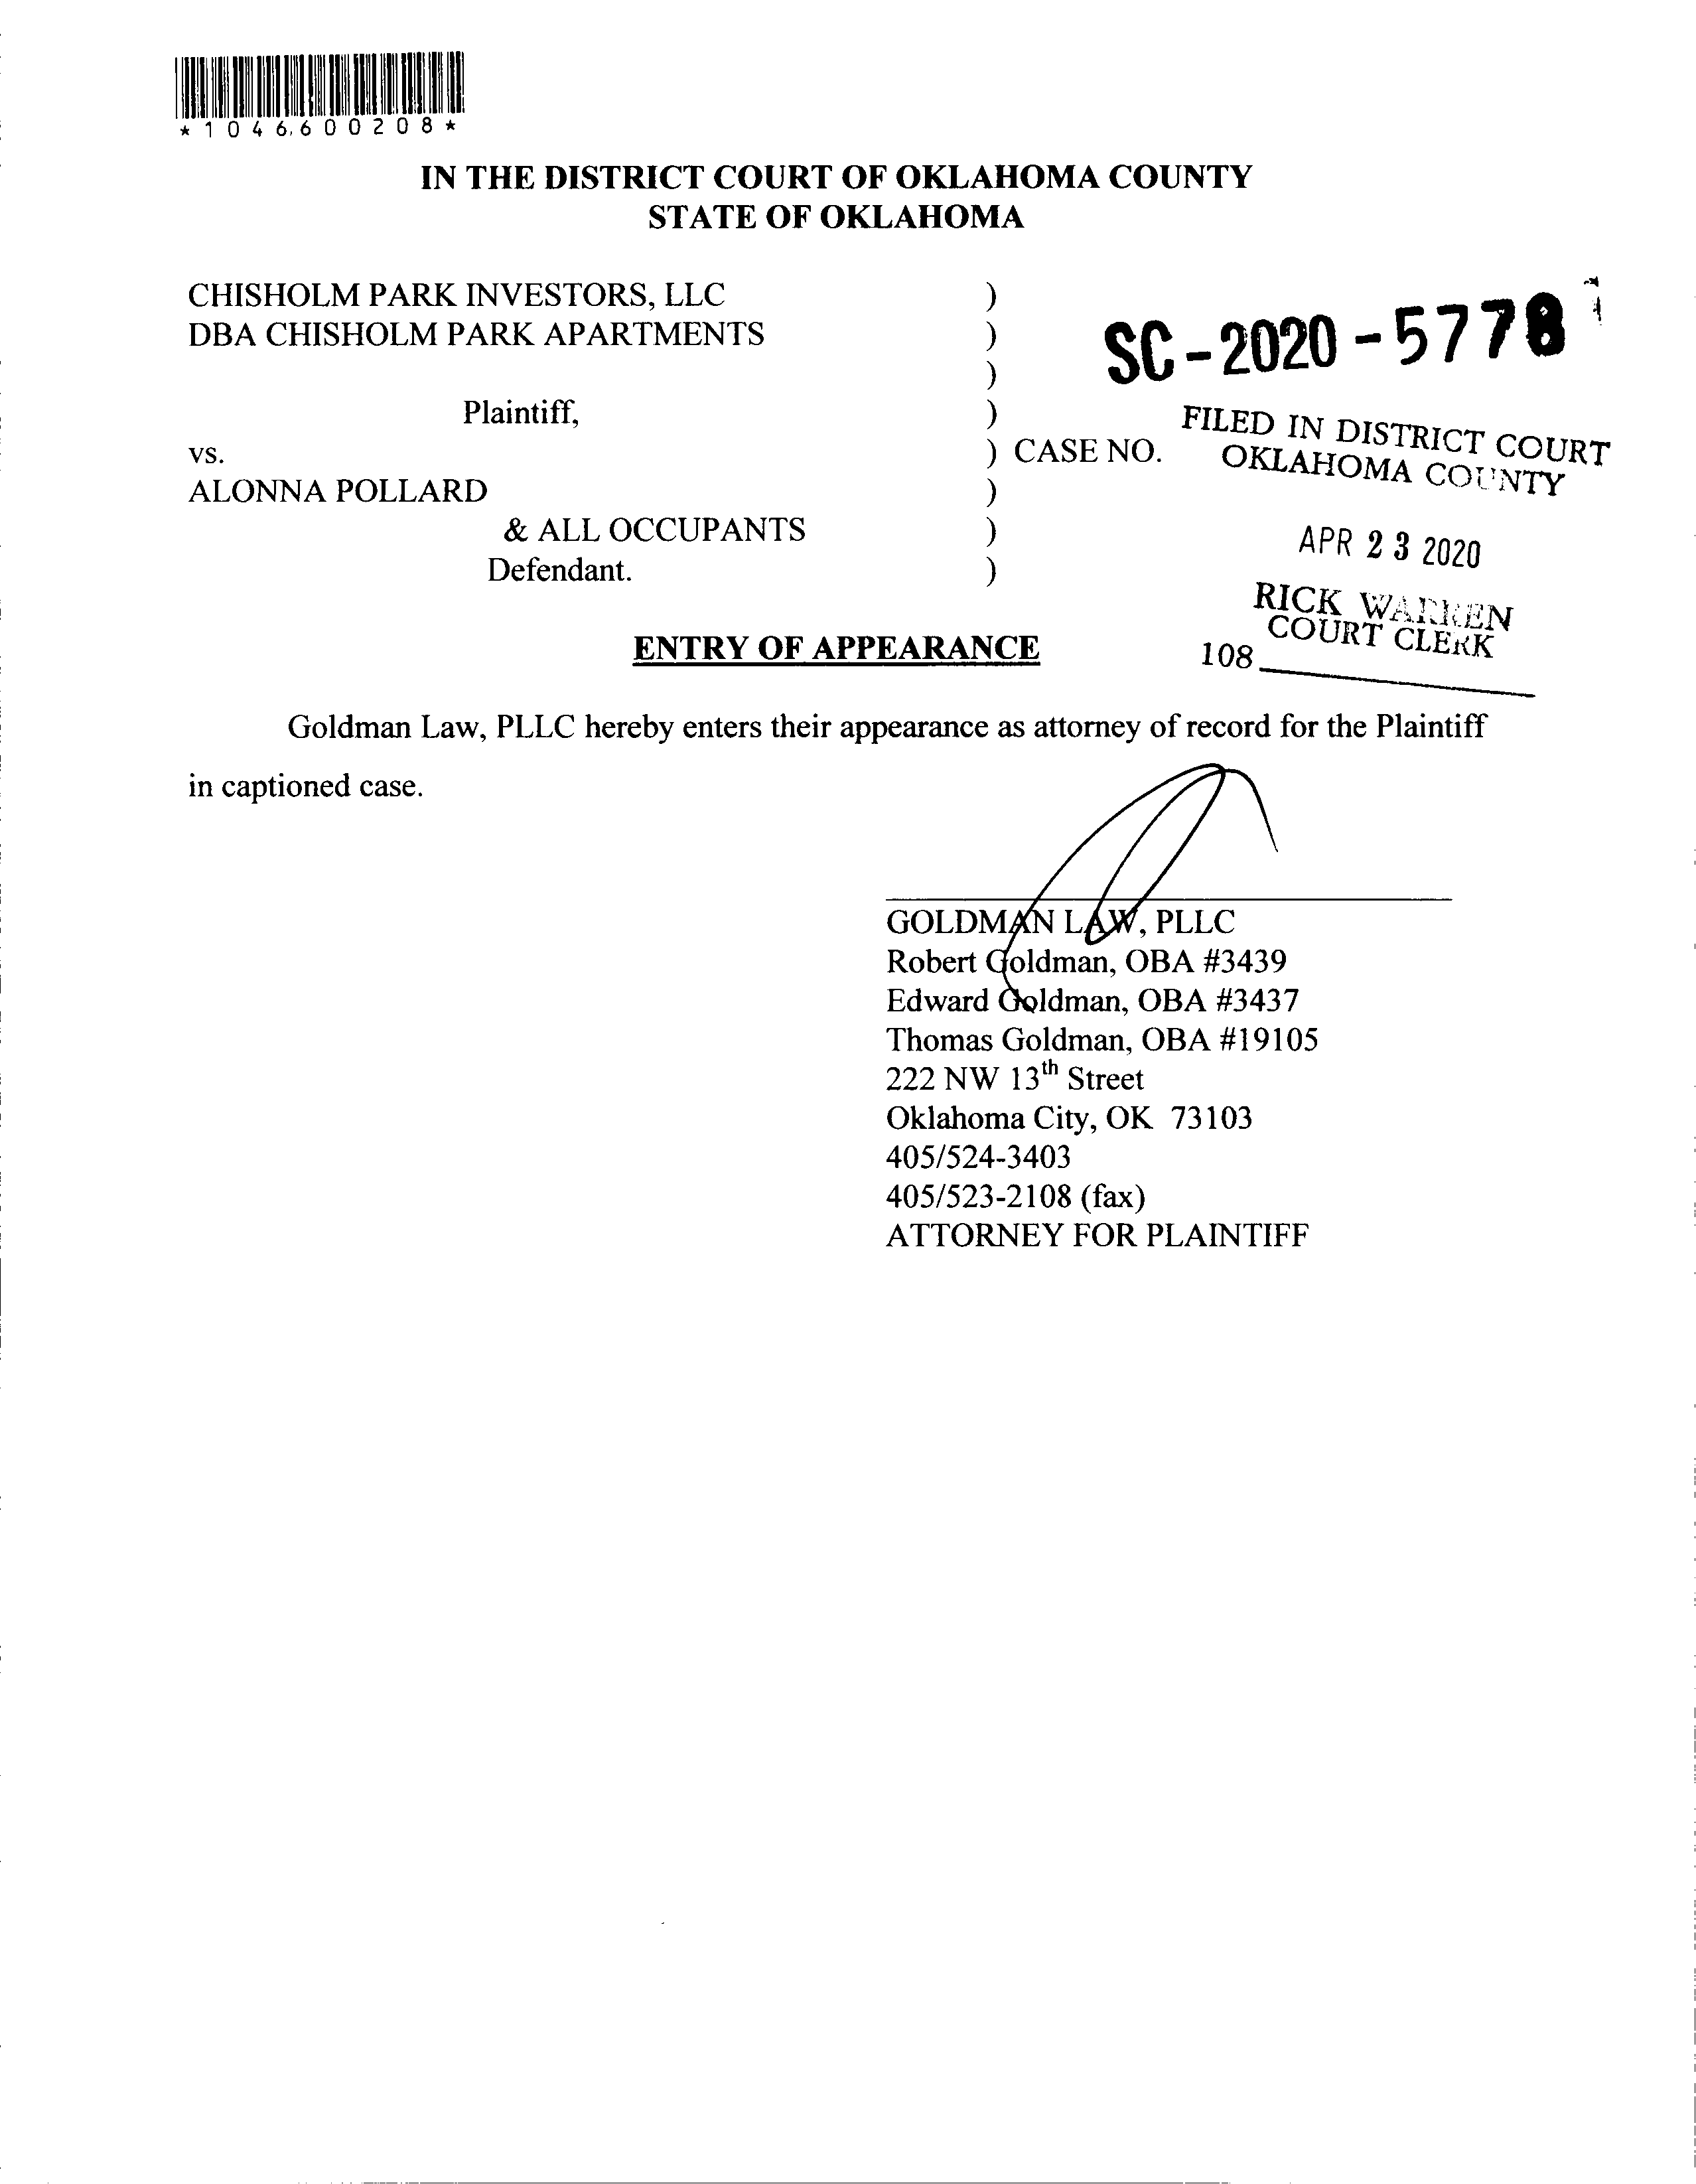 *1046600208*
IN THE DISTRICT COURT OF OKLAHOMA COUNTY
STATE OF OKLAHOMA
CHISHOLM PARK INVESTORS, LLC )
DBA CHISHOLM PARK APARTMENTS )
)
SC-2020-5778
Plaintiff, )
vs. ) CASE NO.
FILED IN DISTRICT COURT
OKLAHOMA COUNTY
ALONNA POLLARD )
& ALL OCCUPANTS )
Defendant. )
APR 23 2020
RICK WARREN
COURT CLERK
108
ENTRY OF APPEARANCE
Goldman Law, PLLC hereby enters their appearance as attorney of record for the Plaintiff
in captioned case.
GOLDMAN LAW, PLLC
Robert Goldman, OBA #3439
Edward Goldman, OBA #3437
Thomas Goldman, OBA #19105
222 NW 13th Street
Oklahoma City, OK 73103
405/524-3403
405/523-2108 (fax)
ATTORNEY FOR PLAINTIFF